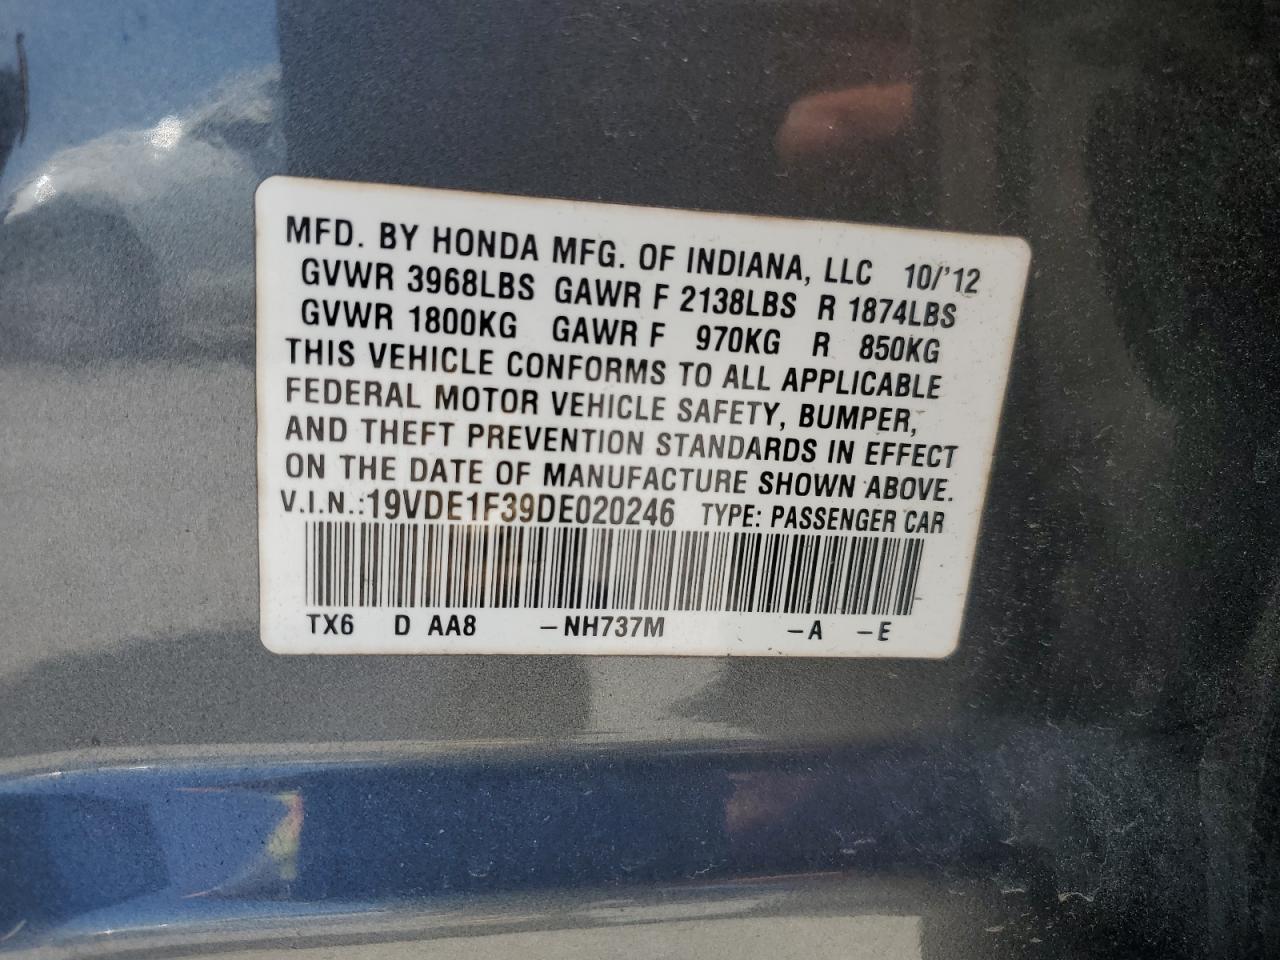 MFD. BY HONDA MFG. OF INDIANA, LLC 10/'12
GVWR 3968LBS GAWR F 2138LBS R 1874LBS
GVWR 1800KG GAWR F 970KG R 850KG
THIS VEHICLE CONFORMS TO ALL APPLICABLE
FEDERAL MOTOR VEHICLE SAFETY, BUMPER,
AND THEFT PREVENTION STANDARDS IN EFFECT
ON THE DATE OF MANUFACTURE SHOWN ABOVE.
V.I.N.:19VDE1F39DE020246 TYPE: PASSENGER CAR
TX6 D AA8 –NH737M –A –E